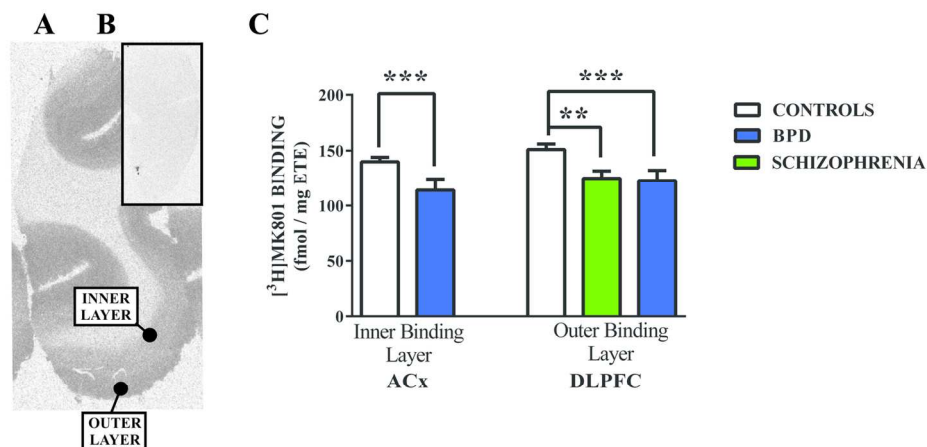 A
B
C
INNER
LAYER
OUTER
LAYER
[³H]MK801 BINDING
(fmol / mg ETE)
200
150
100
50
0
***
***
**
Inner Binding
Layer
ACx
Outer Binding
Layer
DLPFC
CONTROLS
BPD
SCHIZOPHRENIA